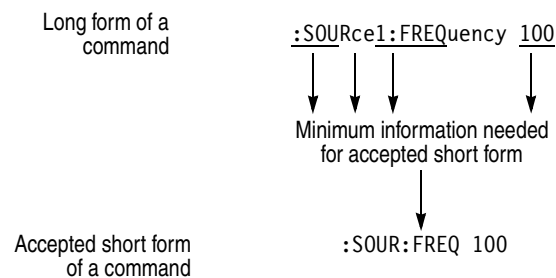 Long form of a
command
:SOURce1:FREQuency 100
Minimum information needed
for accepted short form
Accepted short form
of a command
:SOUR:FREQ 100